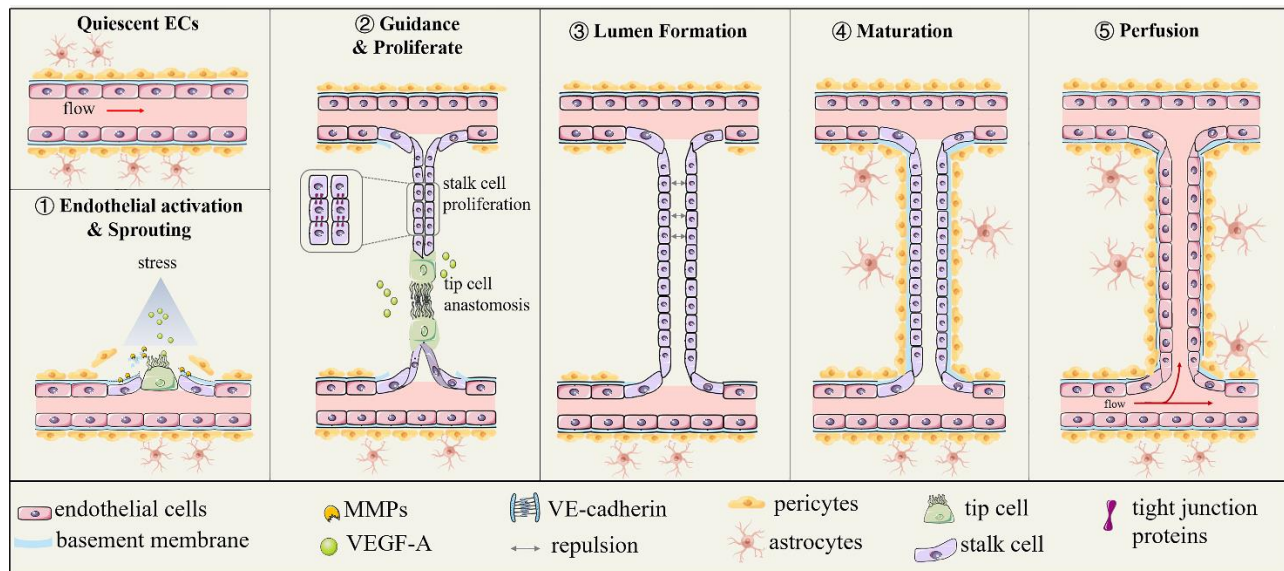 Quiescent ECs
flow
① Endothelial activation
& Sprouting
stress
② Guidance
& Proliferate
stalk cell
proliferation
tip cell
anastomosis
③ Lumen Formation
④ Maturation
⑤ Perfusion
flow
endothelial cells
basement membrane
MMPs
VEGF-A
VE-cadherin
repulsion
pericytes
astrocytes
tip cell
stalk cell
tight junction
proteins